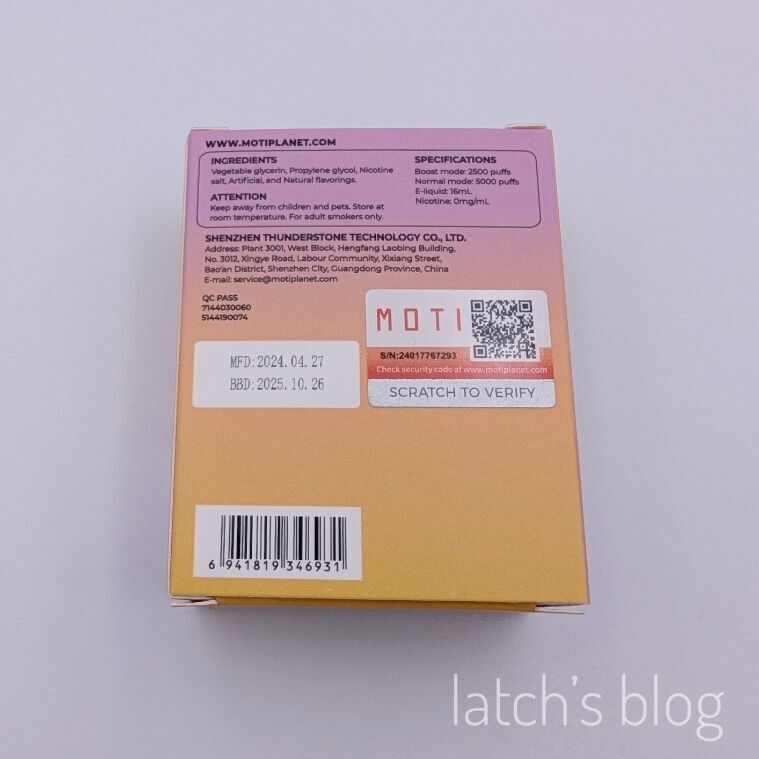 WWW.MOTIPLANET.COM
INGREDIENTS
Vegetable glycerin, Propylene glycol, Nicotine
salt, Artificial, and Natural flavorings.
ATTENTION
Keep away from children and pets. Store at
room temperature. For adult smokers only.
SPECIFICATIONS
Boost mode: 2500 puffs
Normal mode: 5000 puffs
E-liquid: 16mL
Nicotine: 0mg/mL
SHENZHEN THUNDERSTONE TECHNOLOGY CO., LTD.
Address: Plant 3001, West Block, Hengfang Laobing Building,
No. 3012, Xingye Road, Labour Community, Xixiang Street,
Bao'an District, Shenzhen City, Guangdong Province, China
E-mail: service@motiplanet.com
QC PASS
7144030060
5144190074
MOTI
S/N:24017767293
Check security code at www.motiplanet.com
SCRATCH TO VERIFY
MFD:2024.04.27
BBD:2025.10.26
6 941819 346931
latch's blog